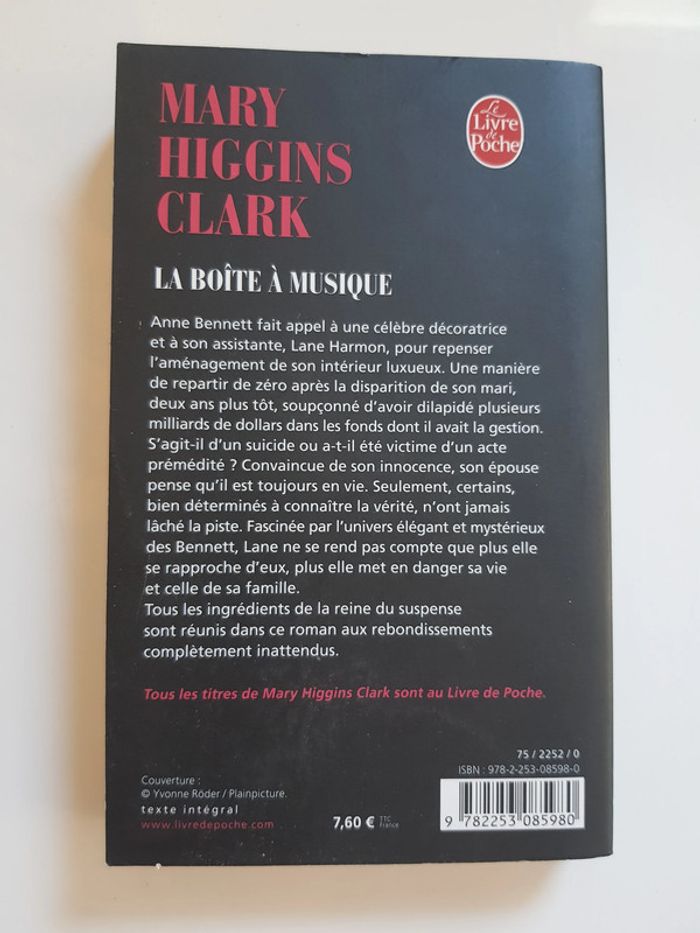 MARY
HIGGINS
CLARK
Le
Livre
de
Poche
LA BOÎTE À MUSIQUE
Anne Bennett fait appel à une célèbre décoratrice
et à son assistante, Lane Harmon, pour repenser
l'aménagement de son intérieur luxueux. Une manière
de repartir de zéro après la disparition de son mari,
deux ans plus tôt, soupçonné d'avoir dilapidé plusieurs
milliards de dollars dans les fonds dont il avait la gestion.
S'agit-il d'un suicide ou a-t-il été victime d'un acte
prémédité ? Convaincue de son innocence, son épouse
pense qu'il est toujours en vie. Seulement, certains,
bien déterminés à connaître la vérité, n'ont jamais
lâché la piste. Fascinée par l'univers élégant et mystérieux
des Bennett, Lane ne se rend pas compte que plus elle
se rapproche d'eux, plus elle met en danger sa vie
et celle de sa famille.
Tous les ingrédients de la reine du suspense
sont réunis dans ce roman aux rebondissements
complètement inattendus.
Tous les titres de Mary Higgins Clark sont au Livre de Poche.
Couverture :
© Yvonne Röder / Plainpicture.
texte intégral
www.livredepoche.com
7,60 € TTC France
75 / 2252 / 0
ISBN : 978-2-253-08598-0
9 782253 085980